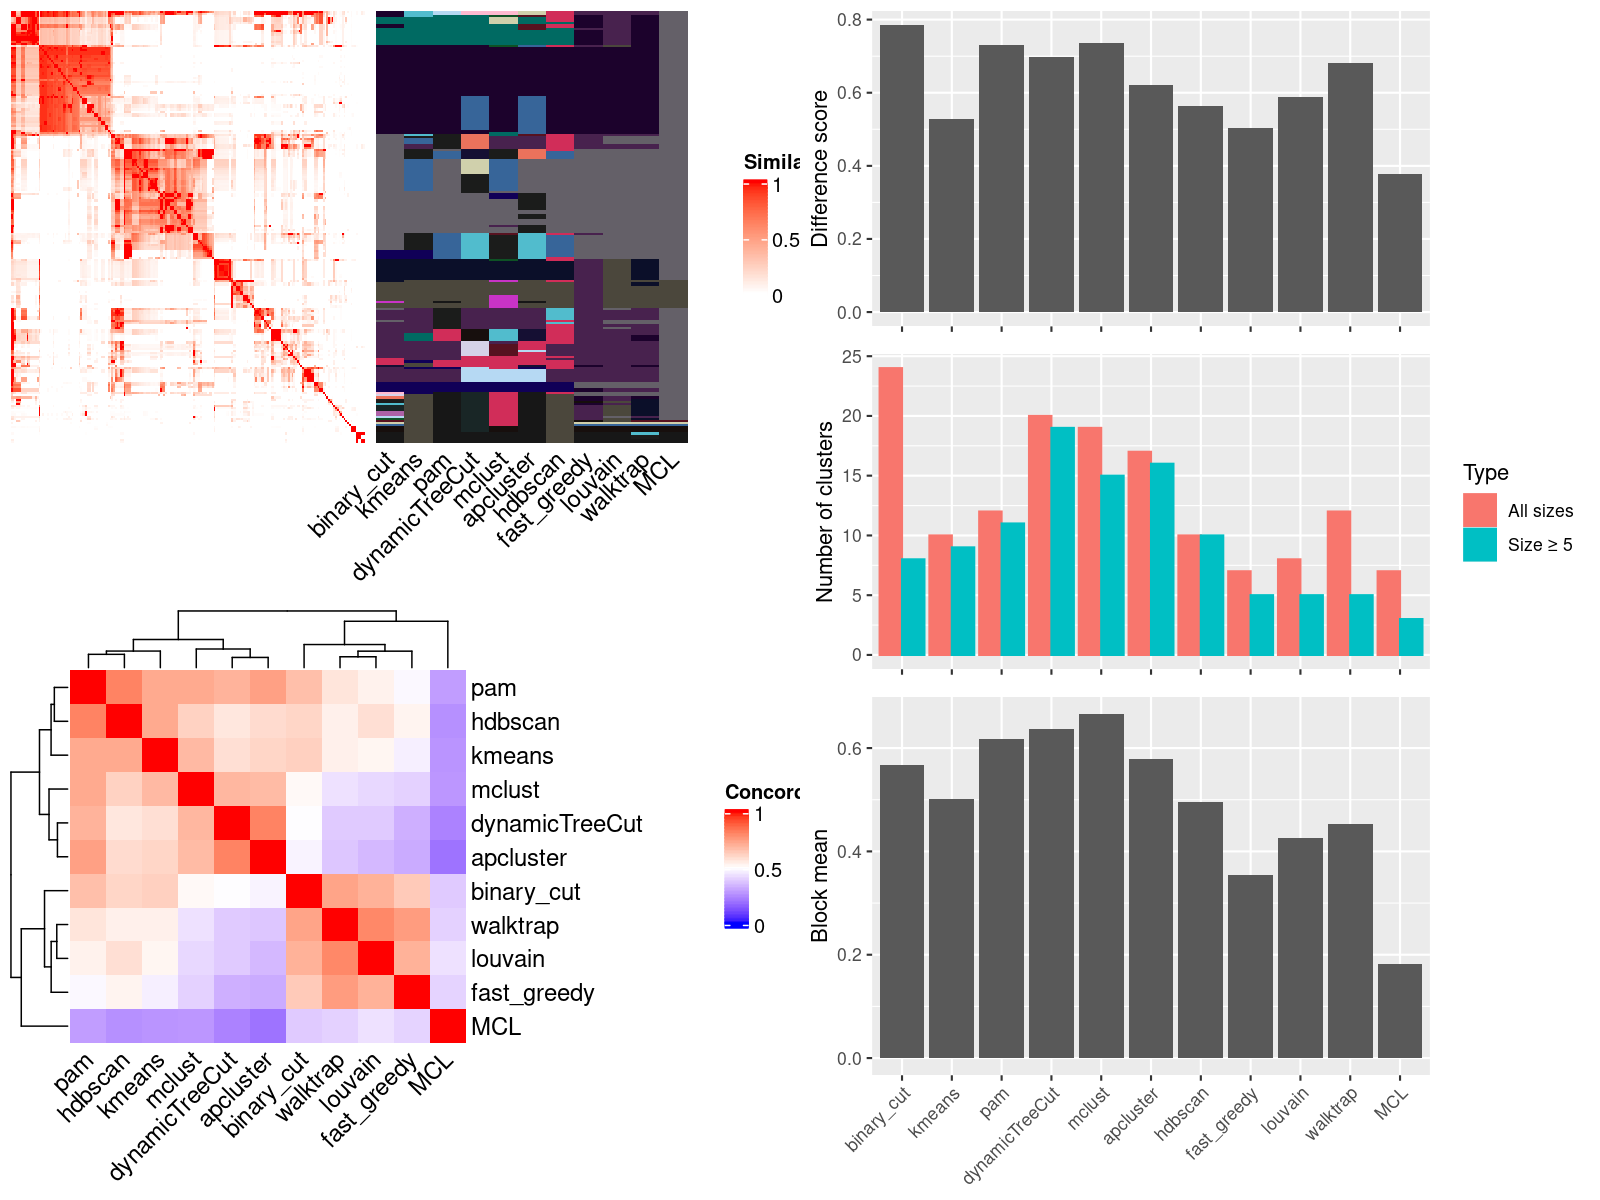 Simila
1
0.5
0
binary_cut
kmeans
pam
dynamicTreeCut
mclust
apcluster
hdbscan
fast_greedy
louvain
walktrap
MCL
pam
hdbscan
kmeans
mclust
dynamicTreeCut
apcluster
binary_cut
walktrap
louvain
fast_greedy
MCL
Concord
1
0.5
0
pam
hdbscan
kmeans
mclust
dynamicTreeCut
apcluster
binary_cut
walktrap
louvain
fast_greedy
MCL
Difference score
0.8
0.6
0.4
0.2
0.0
Number of clusters
25
20
15
10
5
0
Type
All sizes
Size ≥ 5
Block mean
0.6
0.4
0.2
0.0
binary_cut
kmeans
pam
dynamicTreeCut
mclust
apcluster
hdbscan
fast_greedy
louvain
walktrap
MCL